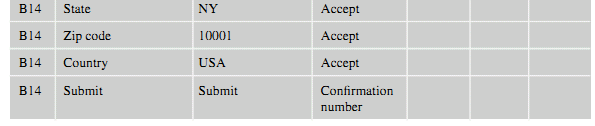 B14 State NY Accept
B14 Zip code 10001 Accept
B14 Country USA Accept
B14 Submit Submit Confirmation
number